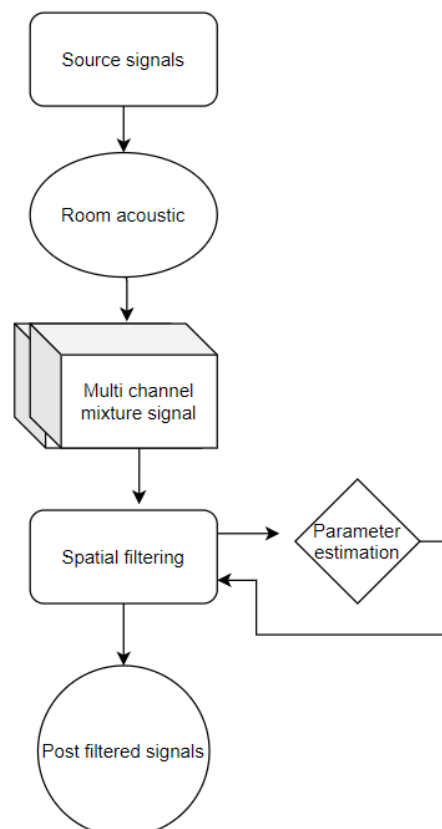 Source signals
Room acoustic
Multi channel
mixture signal
Spatial filtering
Parameter
estimation
Post filtered signals